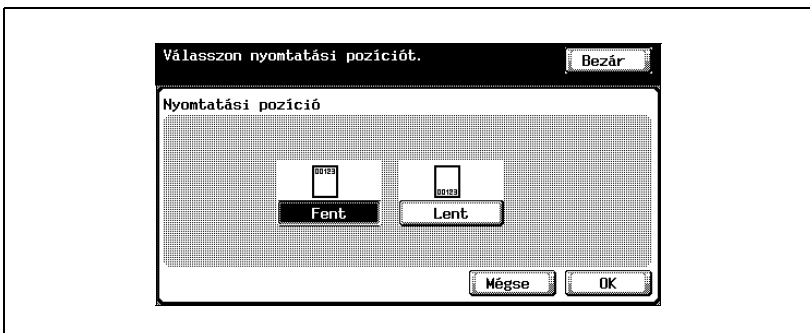 Válasszon nyomtatási pozíciót.
Bezár
Nyomtatási pozíció
00123
00123
Fent
Lent
Mégse
OK